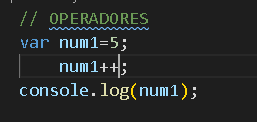 // OPERADORES
var num1=5;
    num1++;
console.log(num1);